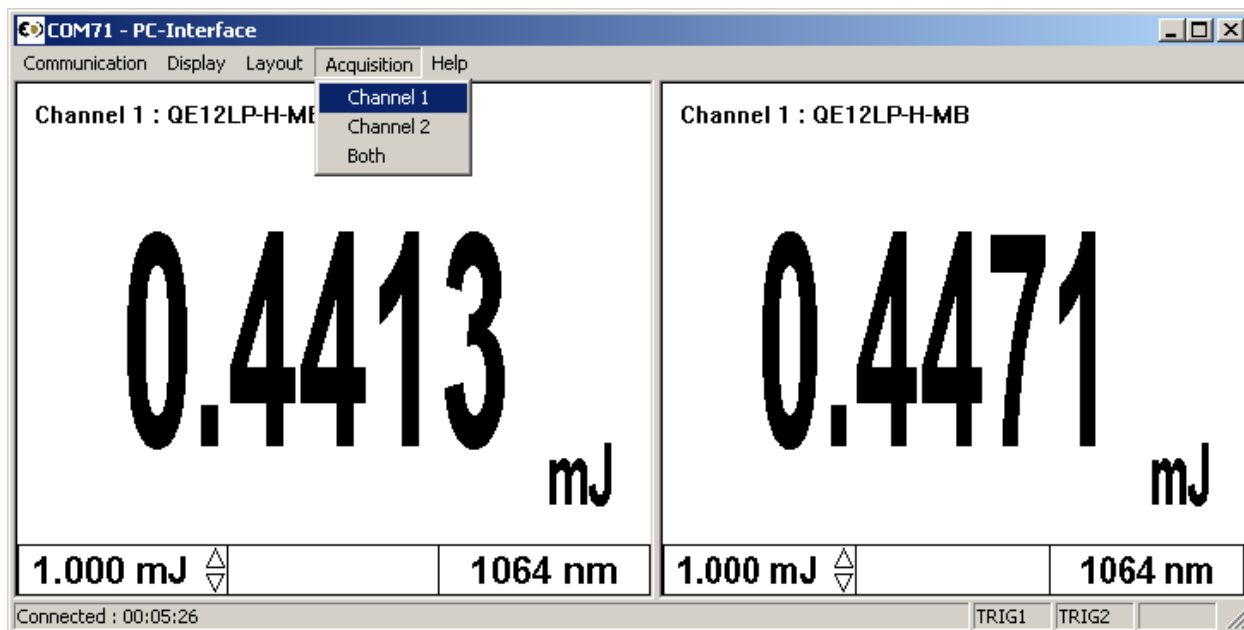 COM71 - PC-Interface
Communication Display Layout Acquisition Help
Channel 1
Channel 2
Both
Channel 1 : QE12LP-H-M
0.4413
mJ
1.000 mJ
1064 nm
Channel 1 : QE12LP-H-MB
0.4471
mJ
1.000 mJ
1064 nm
Connected : 00:05:26
TRIG1 TRIG2